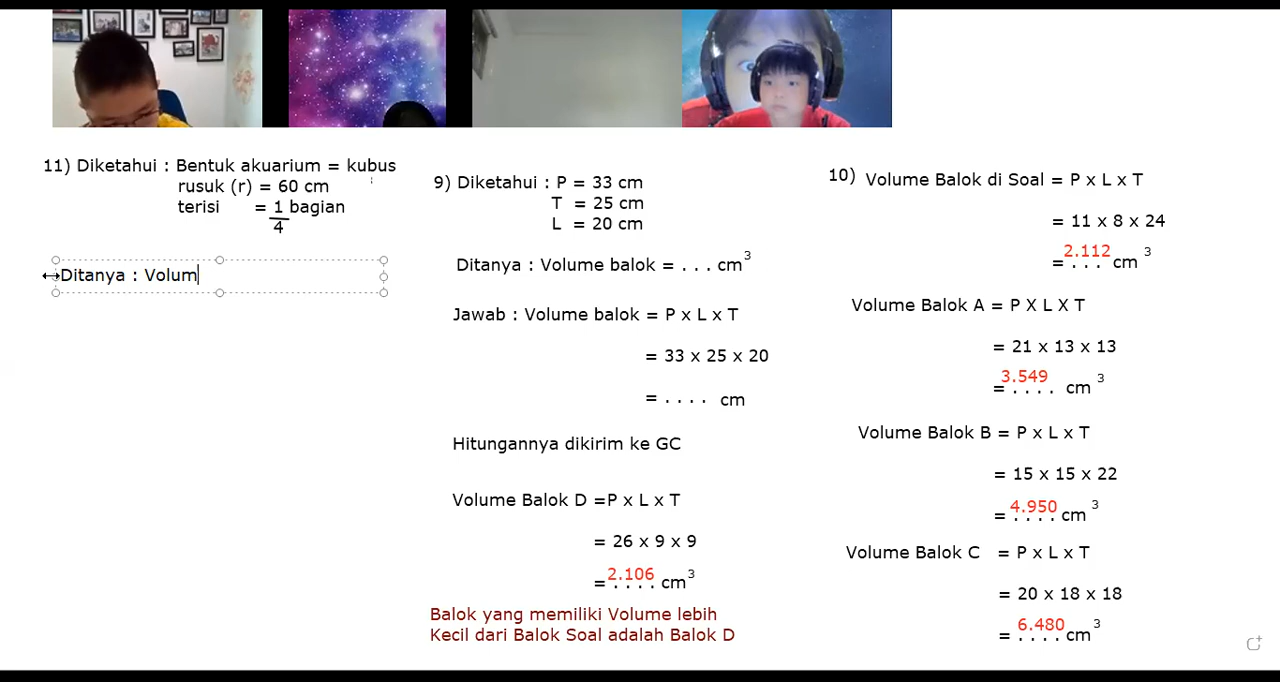 11) Diketahui : Bentuk akuarium = kubus
rusuk (r) = 60 cm
terisi = 1 bagian
4
Ditanya : Volum
9) Diketahui : P = 33 cm
T = 25 cm
L = 20 cm
Ditanya : Volume balok = . . . cm 3
Jawab : Volume balok = P x L x T
= 33 x 25 x 20
= . . . . cm
Hitungannya dikirim ke GC
Volume Balok D =P x L x T
= 26 x 9 x 9
2.106
= . . . . cm 3
Balok yang memiliki Volume lebih
Kecil dari Balok Soal adalah Balok D
10) Volume Balok di Soal = P x L x T
= 11 x 8 x 24
2.112
= . . . cm 3
Volume Balok A = P X L X T
= 21 x 13 x 13
3.549
= . . . . cm 3
Volume Balok B = P x L x T
= 15 x 15 x 22
4.950
= . . . . cm 3
Volume Balok C = P x L x T
= 20 x 18 x 18
6.480
= . . . . cm 3